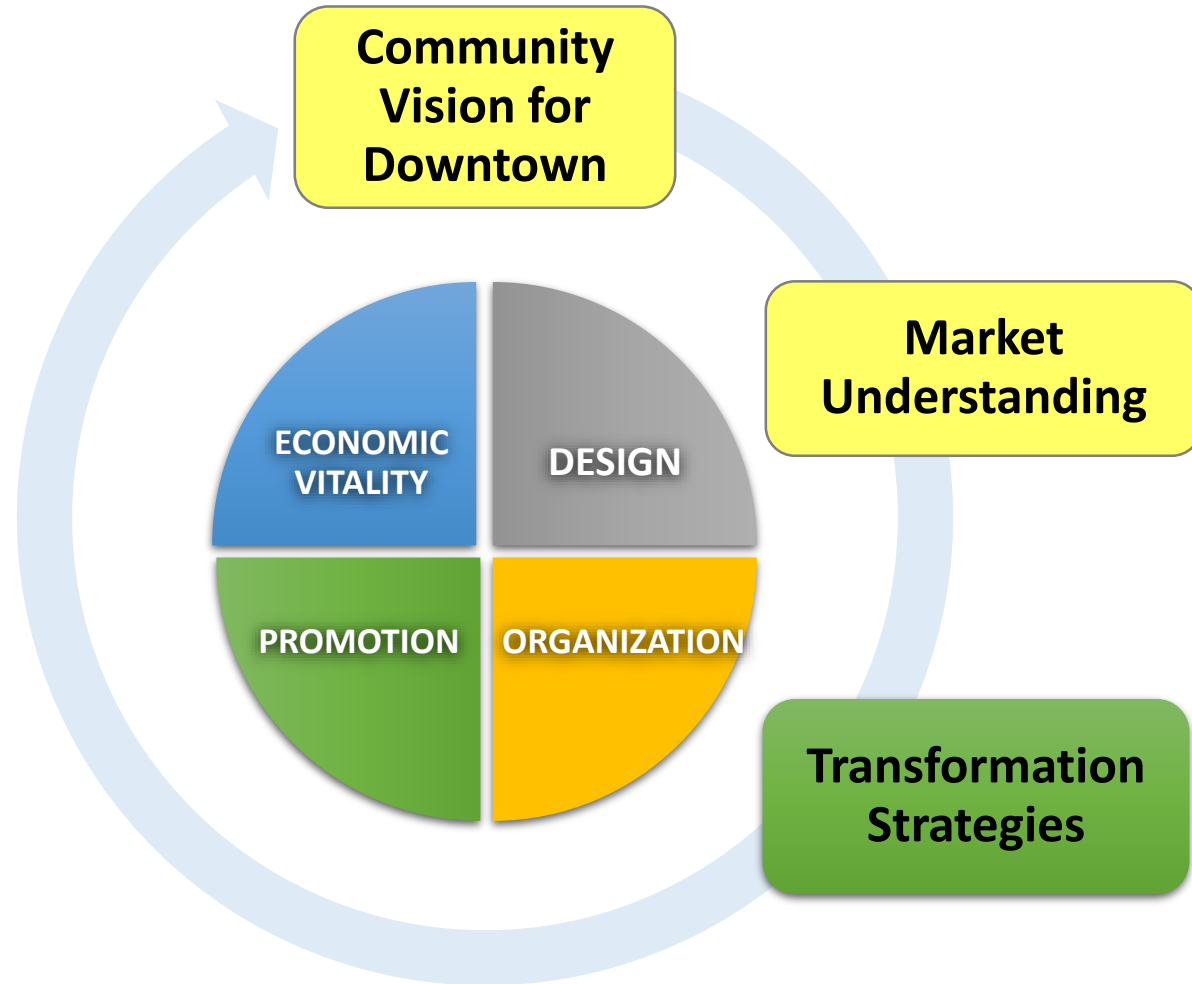 Community
Vision for
Downtown
Market
Understanding
ECONOMIC
VITALITY
DESIGN
PROMOTION
ORGANIZATION
Transformation
Strategies